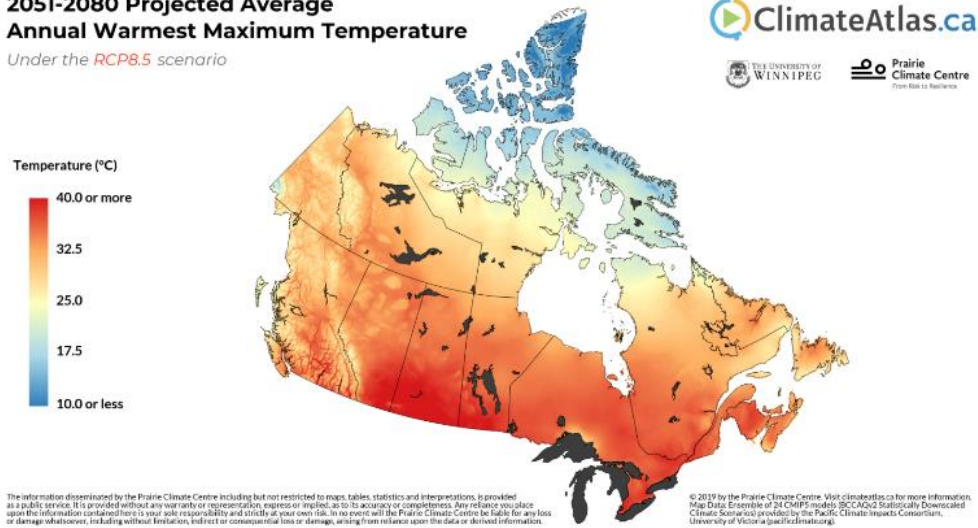 2051-2080 Projected Average
Annual Warmest Maximum Temperature
Under the RCP8.5 scenario
ClimateAtlas.ca
THE UNIVERSITY OF
WINNIPEG
Prairie
Climate Centre
From Risk to Resilience
Temperature (°C)
40.0 or more
32.5
25.0
17.5
10.0 or less
The information disseminated by the Prairie Climate Centre including but not restricted to maps, tables, statistics and interpretations, is provided
as a public service. It is provided without any warranty or representation, express or implied, as to its accuracy or completeness. Any reliance you place
upon the information contained here is your sole responsibility and strictly at your own risk. In no event will the Prairie Climate Centre be liable for any loss
or damage whatsoever, including without limitation, indirect or consequential loss or damage, arising from reliance upon the data or derived information.
© 2019 by the Prairie Climate Centre. Visit climateatlas.ca for more information.
Map Data: Ensemble of 24 CMIP5 models (BCCAQv2 Statistically Downscaled
Climate Scenarios) provided by the Pacific Climate Impacts Consortium,
University of Victoria (pacificclimate.org).